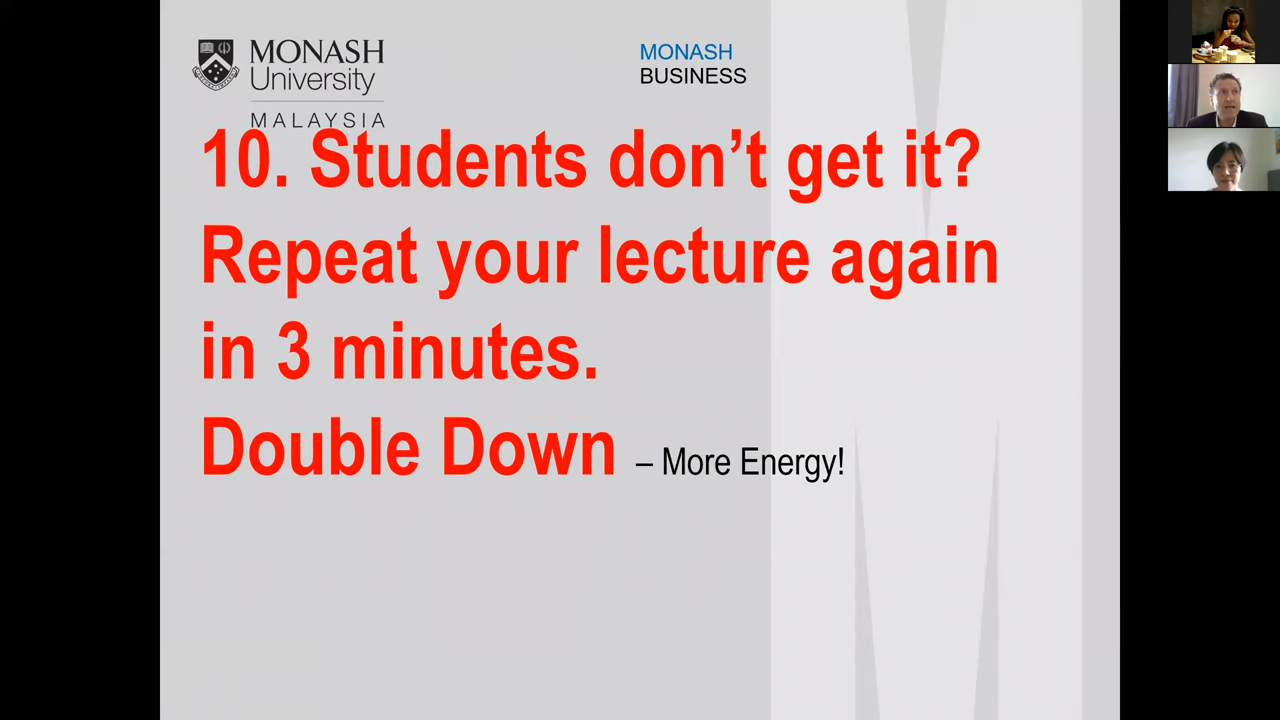 MONASH
University
MALAYSIA
MONASH
BUSINESS
10. Students don’t get it?
Repeat your lecture again
in 3 minutes.
Double Down – More Energy!